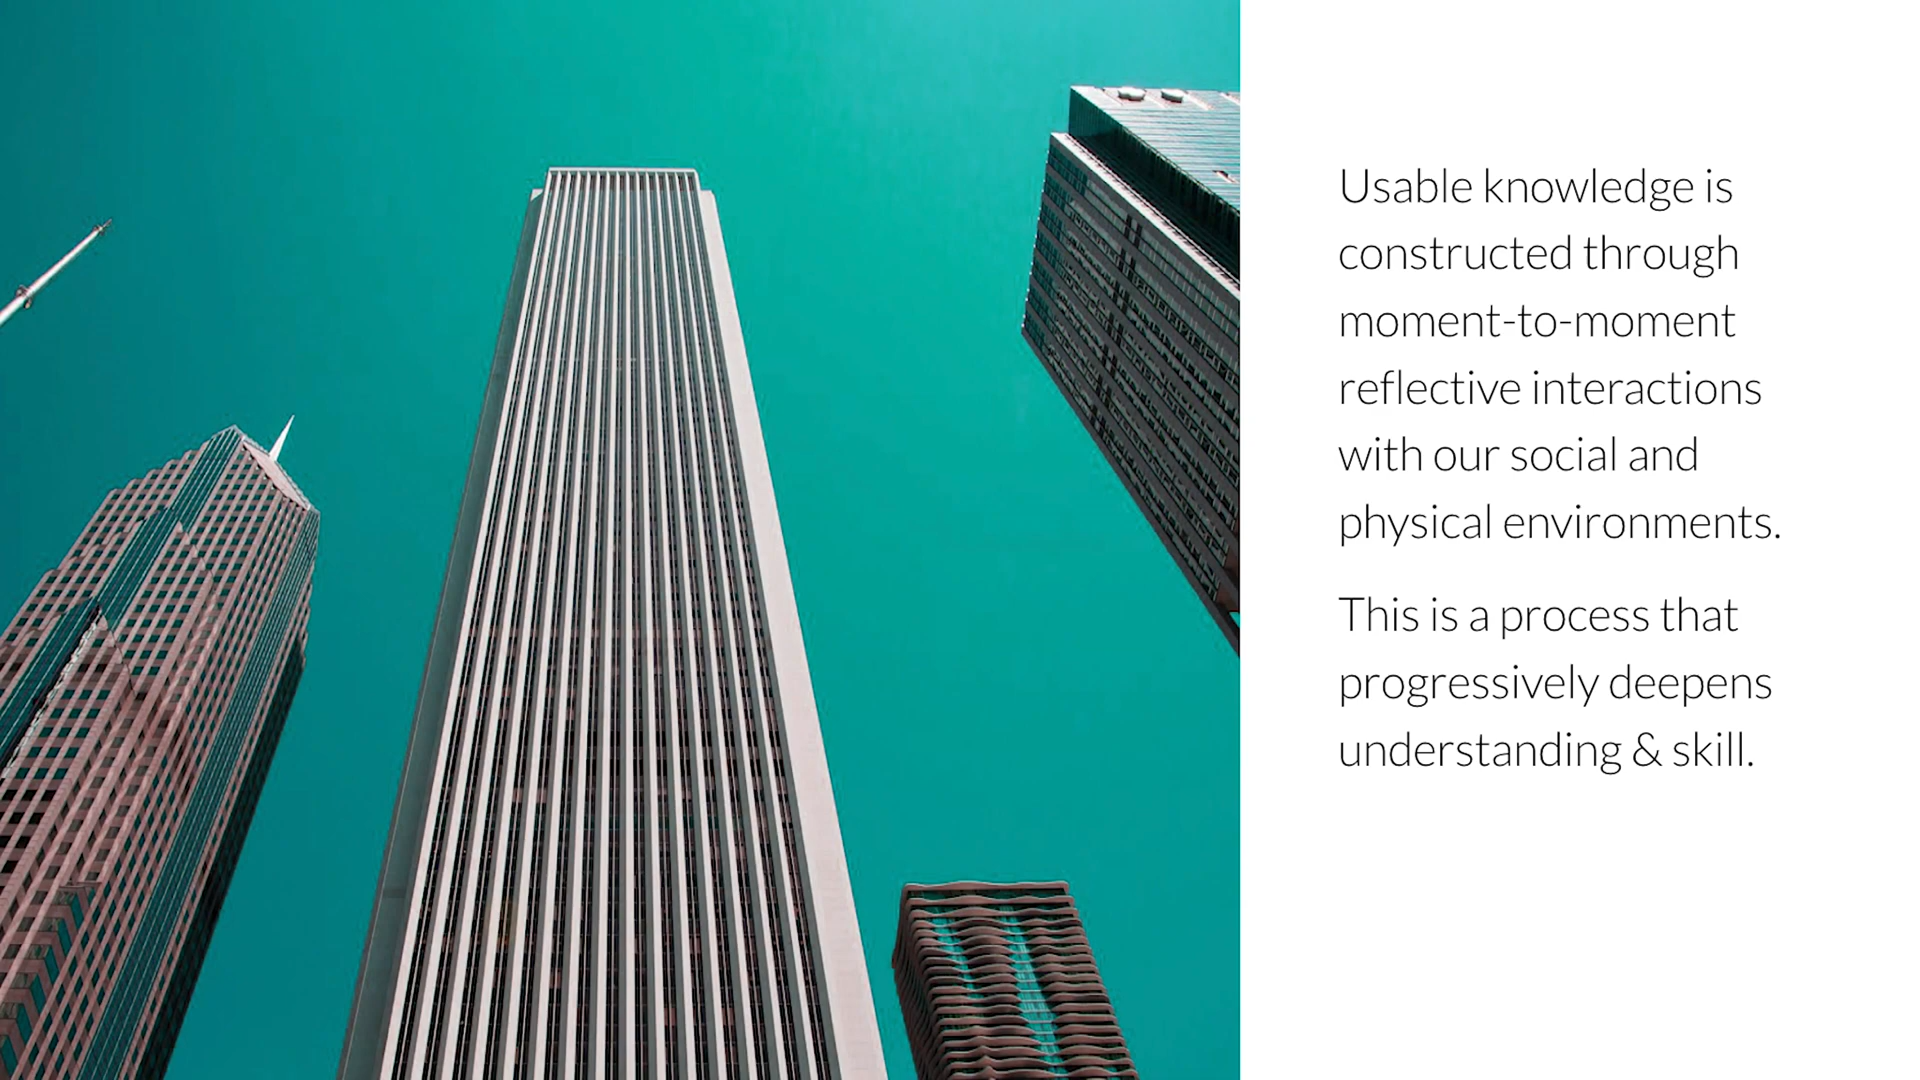 Usable knowledge is
constructed through
moment-to-moment
reflective interactions
with our social and
physical environments.
This is a process that
progressively deepens
understanding & skill.